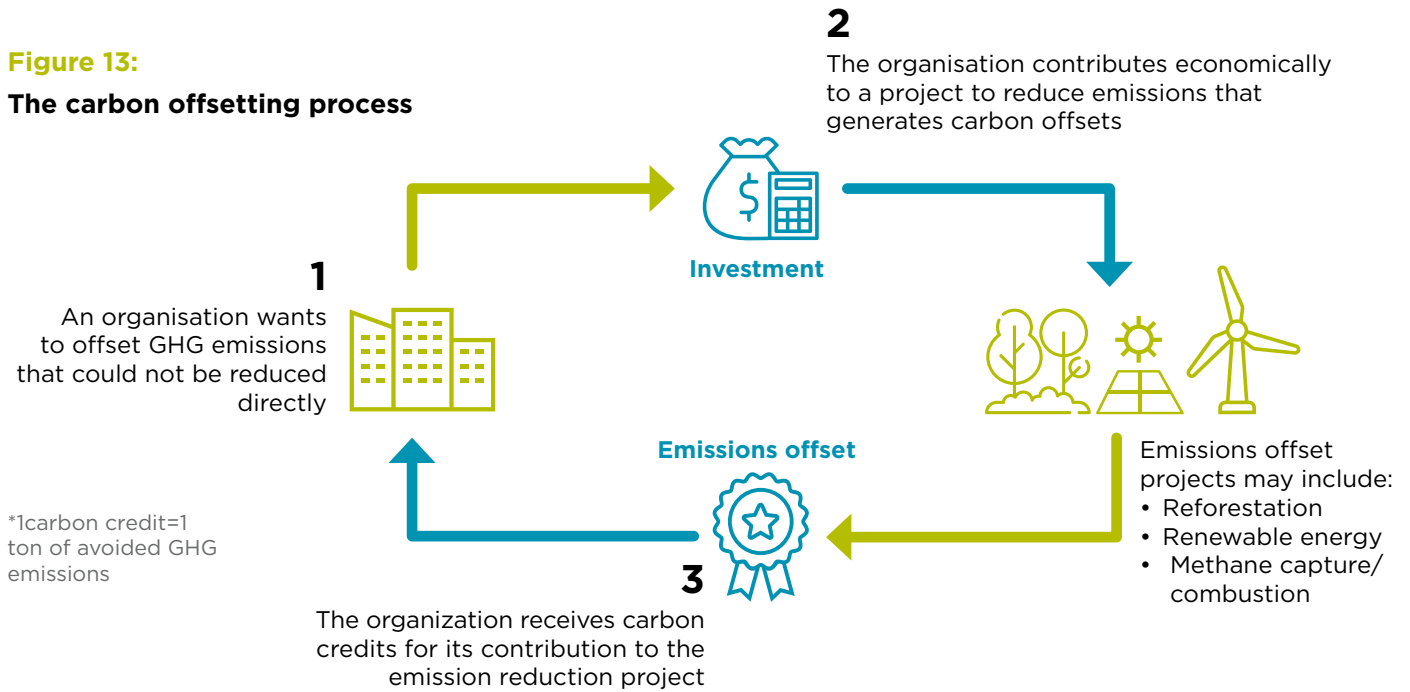 Figure 13:
The carbon offsetting process
2
The organisation contributes economically
to a project to reduce emissions that
generates carbon offsets
$
Investment
1
An organisation wants
to offset GHG emissions
that could not be reduced
directly
Emissions offset
Emissions offset
projects may include:
• Reforestation
• Renewable energy
• Methane capture/
combustion
*1carbon credit=1
ton of avoided GHG
emissions
3
The organization receives carbon
credits for its contribution to the
emission reduction project